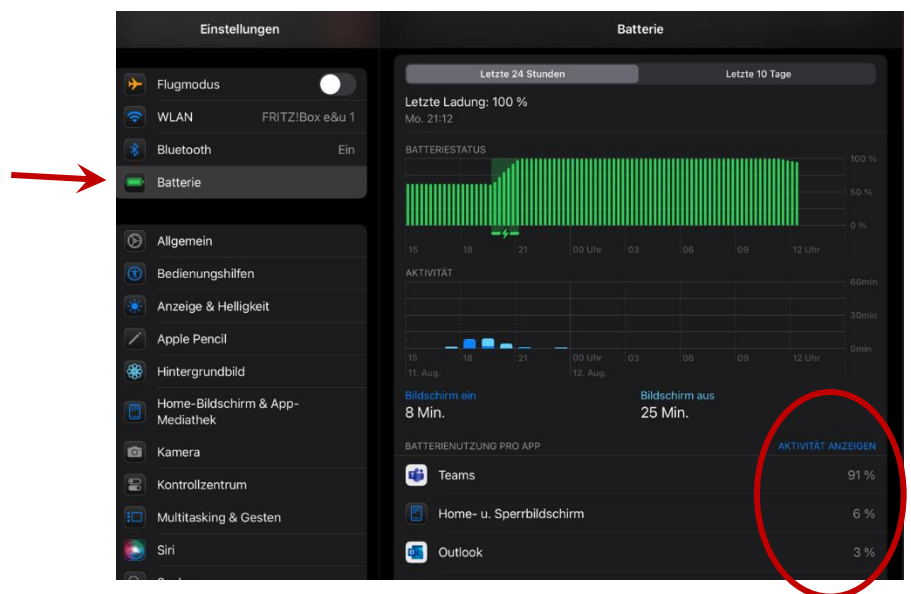 Einstellungen
Flugmodus
WLAN FRITZ!Box e&u 1
Bluetooth Ein
Batterie
Allgemein
Bedienungshilfen
Anzeige & Helligkeit
Apple Pencil
Hintergrundbild
Home-Bildschirm & App-
Mediathek
Kamera
Kontrollzentrum
Multitasking & Gesten
Siri
Batterie
Letzte 24 Stunden Letzte 10 Tage
Letzte Ladung: 100 %
Mo. 21:12
BATTERIESTATUS
100 %
50 %
0 %
15 18 21 00 Uhr 03 06 09 12 Uhr
AKTIVITÄT
60min
30min
0min
15 18 21 00 Uhr 03 06 09 12 Uhr
11. Aug. 12. Aug.
Bildschirm ein Bildschirm aus
8 Min. 25 Min.
BATTERIENUTZUNG PRO APP AKTIVITÄT ANZEIGEN
Teams 91 %
Home- u. Sperrbildschirm 6 %
Outlook 3 %